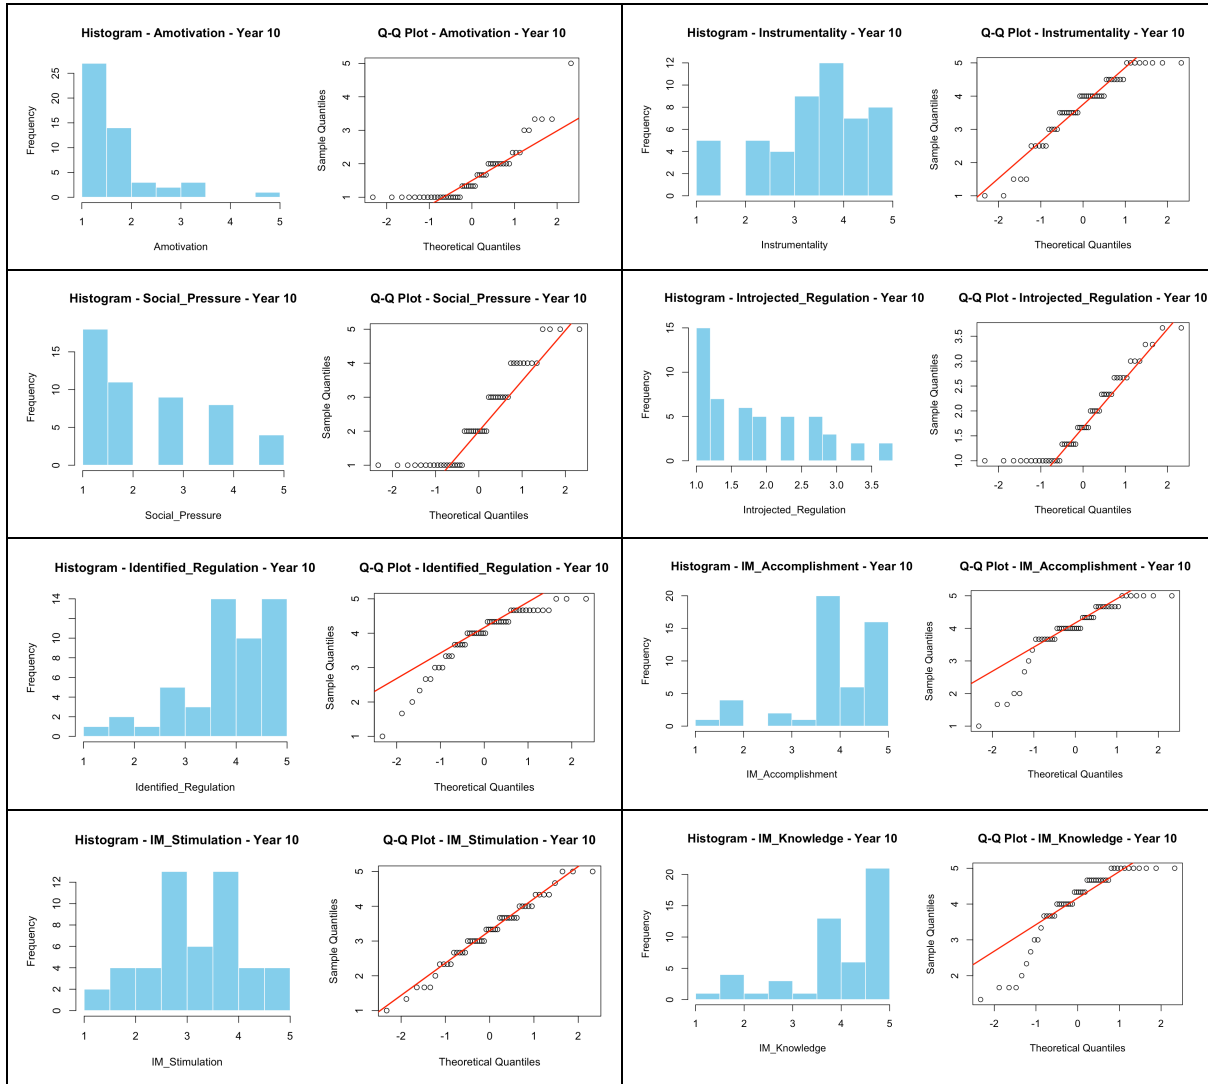 Histogram - Amotivation - Year 10
Frequency
0 5 10 15 20 25
1 2 3 4 5
Amotivation
Q-Q Plot - Amotivation - Year 10
Sample Quantiles
1 2 3 4 5
-2 -1 0 1 2
Theoretical Quantiles
Histogram - Instrumentality - Year 10
Frequency
0 2 4 6 8 10 12
1 2 3 4 5
Instrumentality
Q-Q Plot - Instrumentality - Year 10
Sample Quantiles
1 2 3 4 5
-2 -1 0 1 2
Theoretical Quantiles
Histogram - Social_Pressure - Year 10
Frequency
0 5 10 15
1 2 3 4 5
Social_Pressure
Q-Q Plot - Social_Pressure - Year 10
Sample Quantiles
1 2 3 4 5
-2 -1 0 1 2
Theoretical Quantiles
Histogram - Introjected_Regulation - Year 10
Frequency
0 5 10 15
1.0 1.5 2.0 2.5 3.0 3.5
Introjected_Regulation
Q-Q Plot - Introjected_Regulation - Year 10
Sample Quantiles
1.0 1.5 2.0 2.5 3.0 3.5
-2 -1 0 1 2
Theoretical Quantiles
Histogram - Identified_Regulation - Year 10
Frequency
0 2 4 6 8 10 14
1 2 3 4 5
Identified_Regulation
Q-Q Plot - Identified_Regulation - Year 10
Sample Quantiles
1 2 3 4 5
-2 -1 0 1 2
Theoretical Quantiles
Histogram - IM_Accomplishment - Year 10
Frequency
0 5 10 15 20
1 2 3 4 5
IM_Accomplishment
Q-Q Plot - IM_Accomplishment - Year 10
Sample Quantiles
1 2 3 4 5
-2 -1 0 1 2
Theoretical Quantiles
Histogram - IM_Stimulation - Year 10
Frequency
0 2 4 6 8 10 12
1 2 3 4 5
IM_Stimulation
Q-Q Plot - IM_Stimulation - Year 10
Sample Quantiles
1 2 3 4 5
-2 -1 0 1 2
Theoretical Quantiles
Histogram - IM_Knowledge - Year 10
Frequency
0 5 10 15 20
1 2 3 4 5
IM_Knowledge
Q-Q Plot - IM_Knowledge - Year 10
Sample Quantiles
2 3 4 5
-2 -1 0 1 2
Theoretical Quantiles